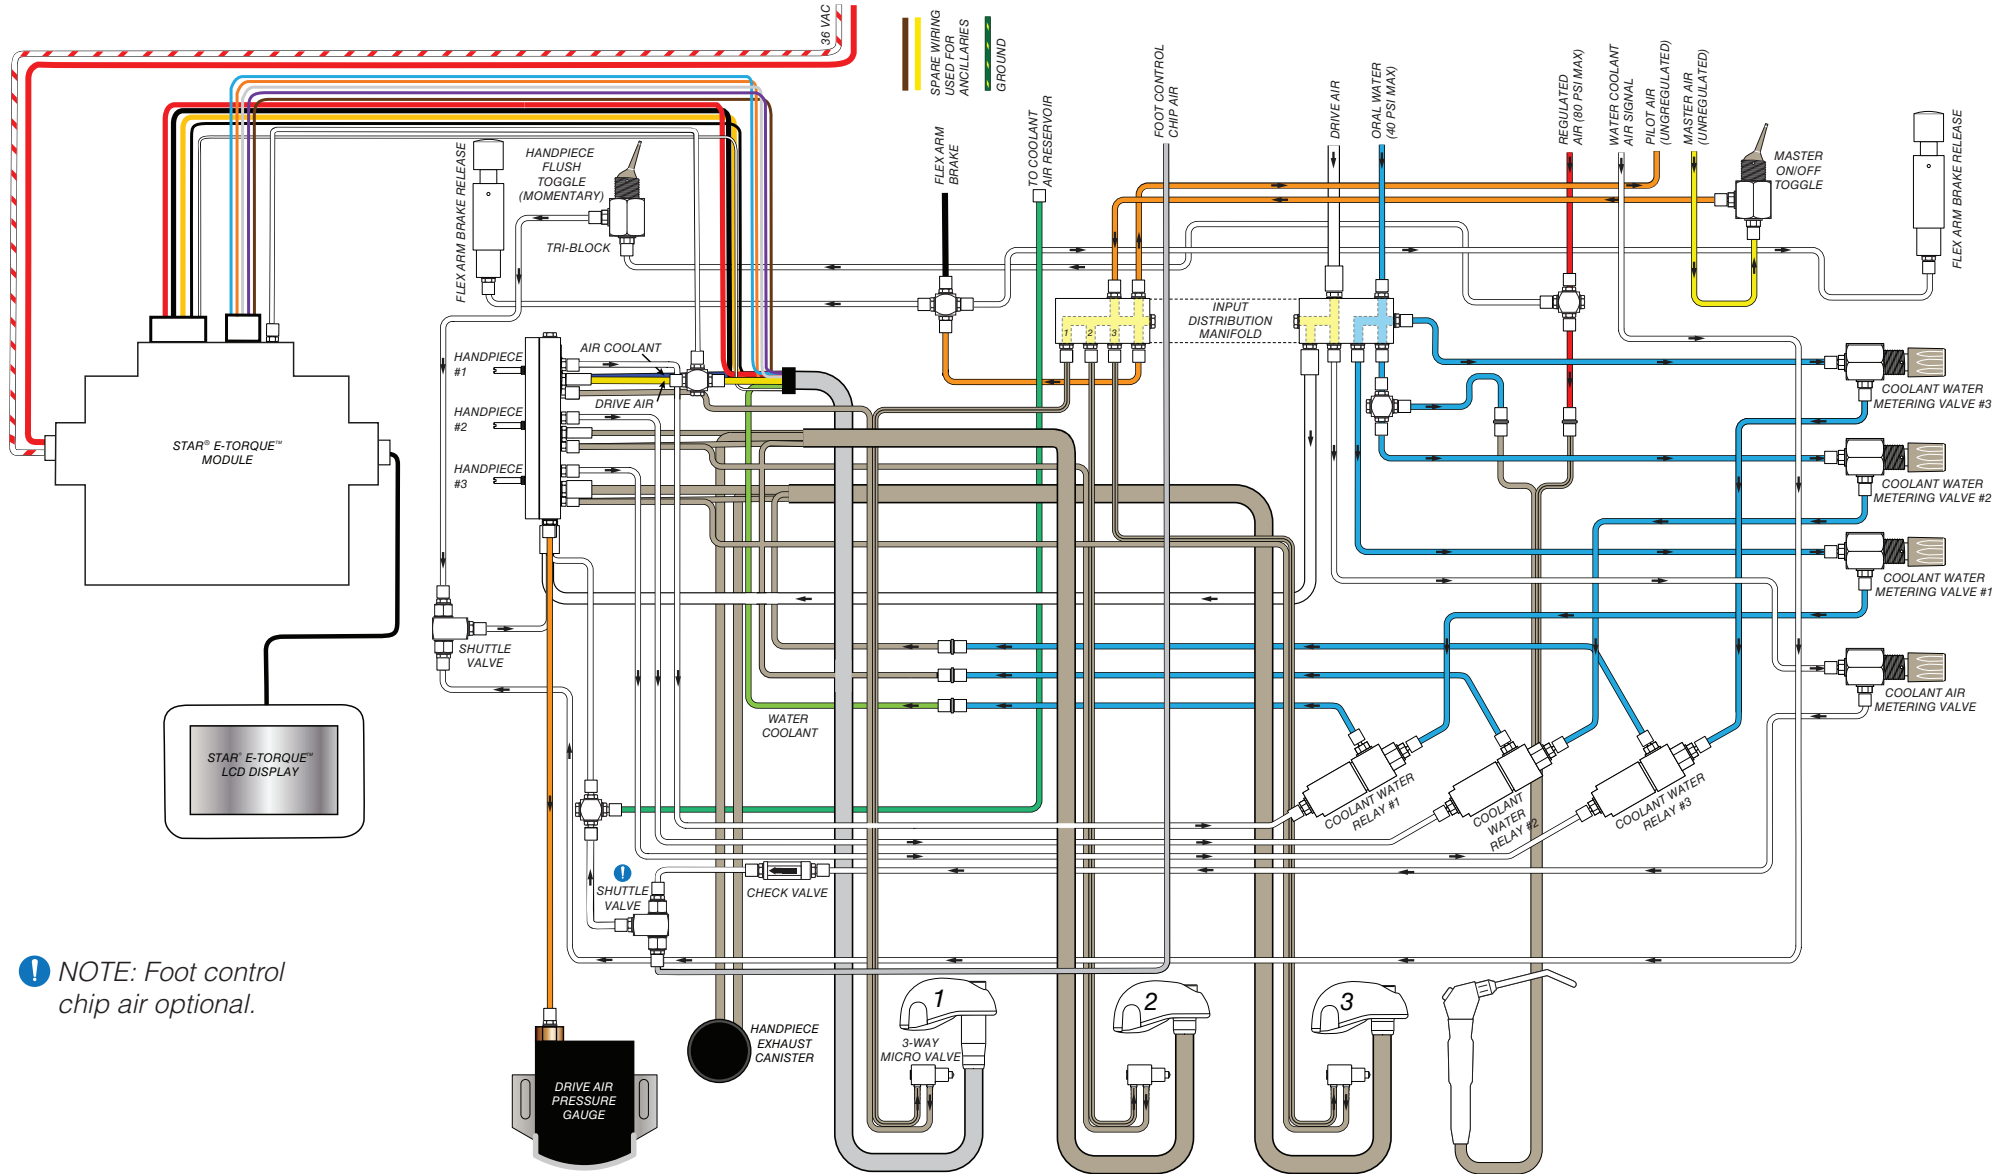 36 VAC
SPARE WIRING
USED FOR
ANCILLARIES
GROUND
FLEX ARM BRAKE RELEASE
HANDPIECE
FLUSH
TOGGLE
(MOMENTARY)
TRI-BLOCK
FLEX ARM
BRAKE
TO COOLANT
AIR RESERVOIR
FOOT CONTROL
CHIP AIR
DRIVE AIR
ORAL WATER
(40 PSI MAX)
REGULATED
AIR (80 PSI MAX)
WATER COOLANT
AIR SIGNAL
PILOT AIR
(UNGREGULATED)
MASTER AIR
(UNREGULATED)
MASTER
ON/OFF
TOGGLE
FLEX ARM BRAKE RELEASE
INPUT
DISTRIBUTION
MANIFOLD
1
2
3
HANDPIECE
#1
AIR COOLANT
DRIVE AIR
HANDPIECE
#2
HANDPIECE
#3
STAR® E-TORQUE™
MODULE
COOLANT WATER
METERING VALVE #3
COOLANT WATER
METERING VALVE #2
COOLANT WATER
METERING VALVE #1
COOLANT AIR
METERING VALVE
SHUTTLE
VALVE
WATER
COOLANT
STAR® E-TORQUE™
LCD DISPLAY
COOLANT WATER
RELAY #1
COOLANT
WATER
RELAY #2
COOLANT WATER
RELAY #3
!
SHUTTLE
VALVE
CHECK VALVE
! NOTE: Foot control
chip air optional.
1
2
3
HANDPIECE
EXHAUST
CANISTER
3-WAY
MICRO VALVE
DRIVE AIR
PRESSURE
GAUGE